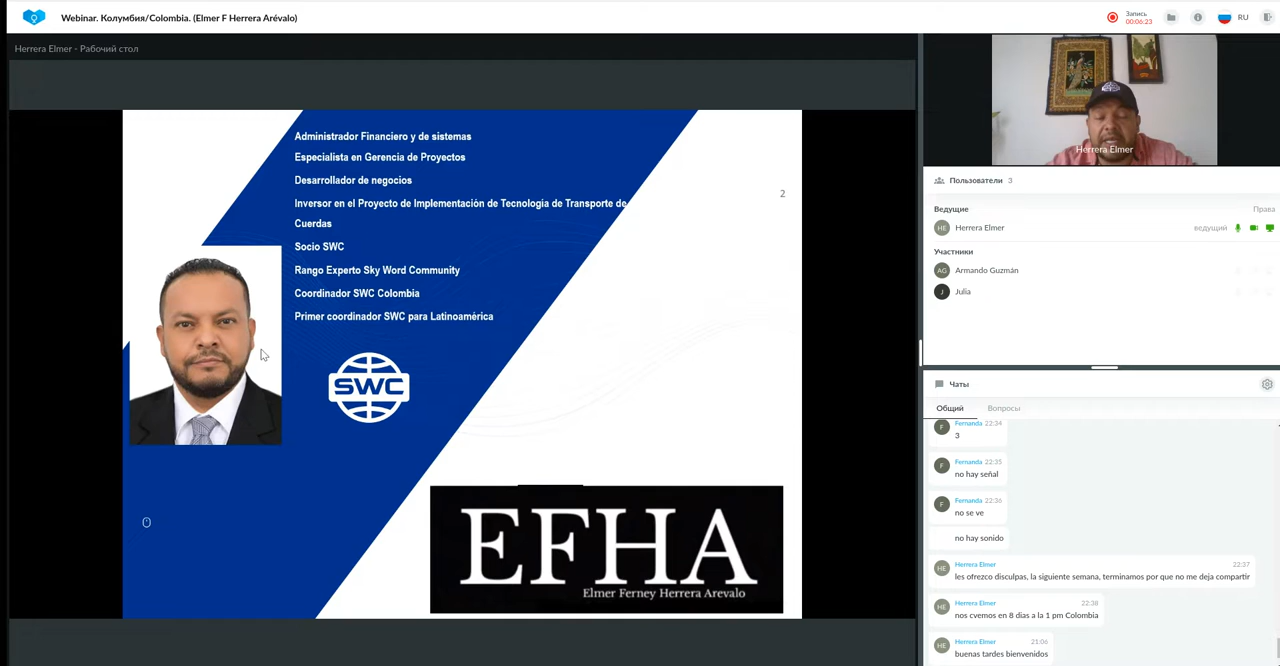 Webinar. Колумбия/Colombia. (Elmer F Herrera Arévalo)
Запись
00:06:23
RU
Herrera Elmer - Рабочий стол
Administrador Financiero y de sistemas
Especialista en Gerencia de Proyectos
Desarrollador de negocios
Inversor en el Proyecto de Implementación de Tecnologia de Transporte de
Cuerdas
Socio SWC
Rango Experto Sky Word Community
Coordinador SWC Colombia
Primer coordinador SWC para Latinoamérica
2
SWC
EFHA
Elmer Ferney Herrera Arevalo
Herrera Elmer
Пользователи 3
Ведущие
Права
HE
Herrera Elmer
ведущий
Участники
AG
Armando Guzmán
J
Julia
Чаты
Общий
Вопросы
F
Fernanda 22:34
3
F
Fernanda 22:35
no hay señal
F
Fernanda 22:36
no se ve
no hay sonido
HE
Herrera Elmer 22:37
les ofrezco disculpas, la siguiente semana, terminamos por que no me deja compartir
HE
Herrera Elmer 22:38
nos cvemos en 8 dias a la 1 pm Colombia
HE
Herrera Elmer 21:06
buenas tardes bienvenidos